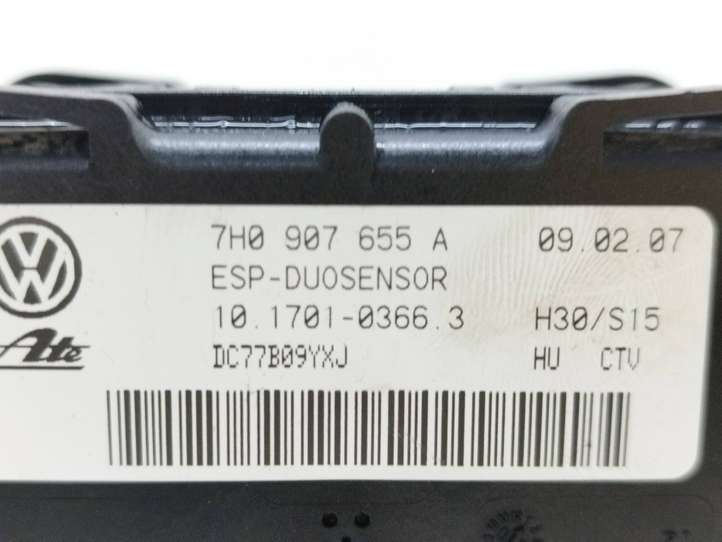 7H0 907 655 A 09.02.07
ESP-DUOSENSOR
10.1701-0366.3 H30/S15
Ate DC77B09YXJ HU CTV